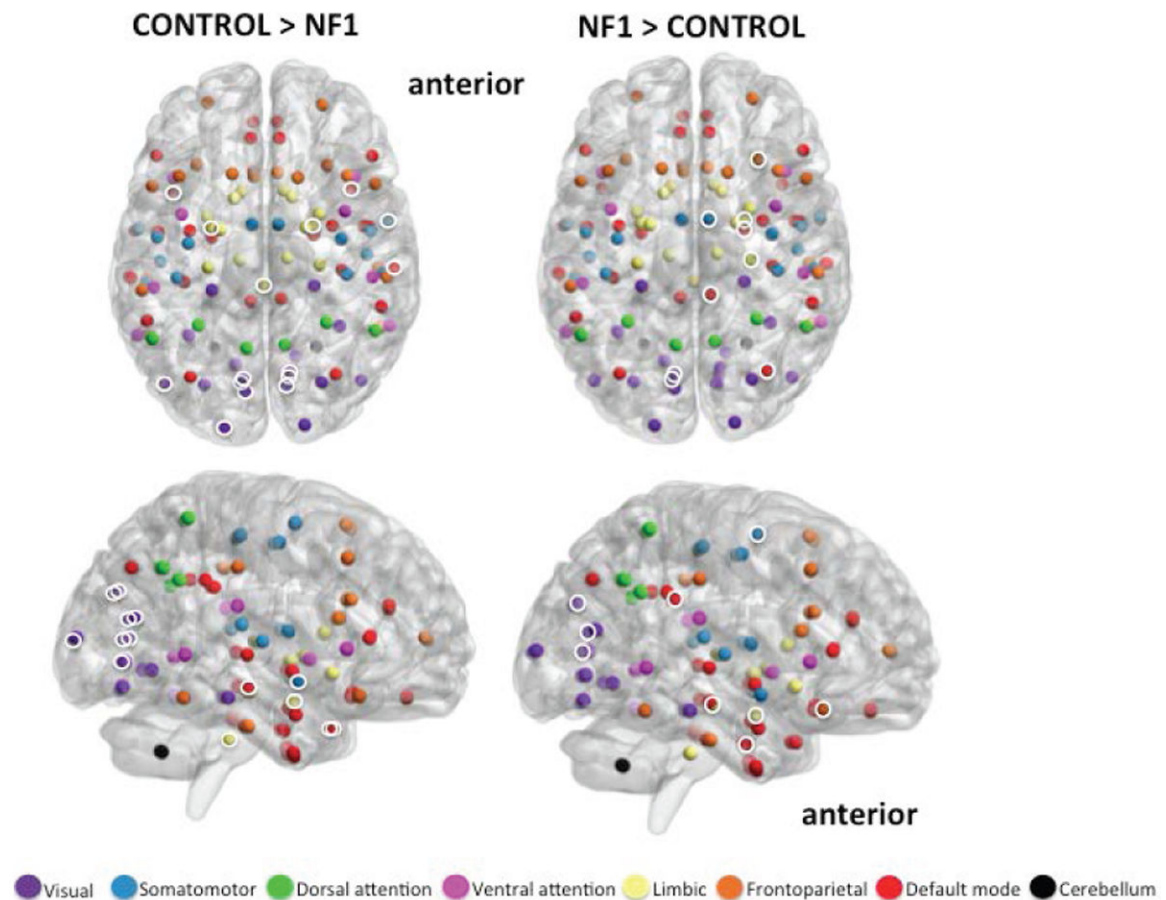 CONTROL > NF1
NF1 > CONTROL
anterior
anterior
Visual Somatomotor Dorsal attention Ventral attention Limbic Frontoparietal Default mode Cerebellum